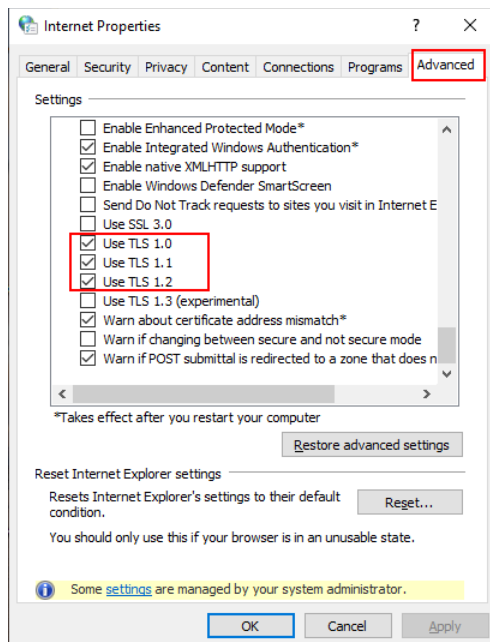 Internet Properties ?
General Security Privacy Content Connections Programs Advanced
Settings
Enable Enhanced Protected Mode*
Enable Integrated Windows Authentication*
Enable native XMLHTTP support
Enable Windows Defender SmartScreen
Send Do Not Track requests to sites you visit in Internet E
Use SSL 3.0
Use TLS 1.0
Use TLS 1.1
Use TLS 1.2
Use TLS 1.3 (experimental)
Warn about certificate address mismatch*
Warn if changing between secure and not secure mode
Warn if POST submittal is redirected to a zone that does n
*Takes effect after you restart your computer
Restore advanced settings
Reset Internet Explorer settings
Resets Internet Explorer's settings to their default
condition.
Reset...
You should only use this if your browser is in an unusable state.
Some settings are managed by your system administrator.
OK Cancel Apply